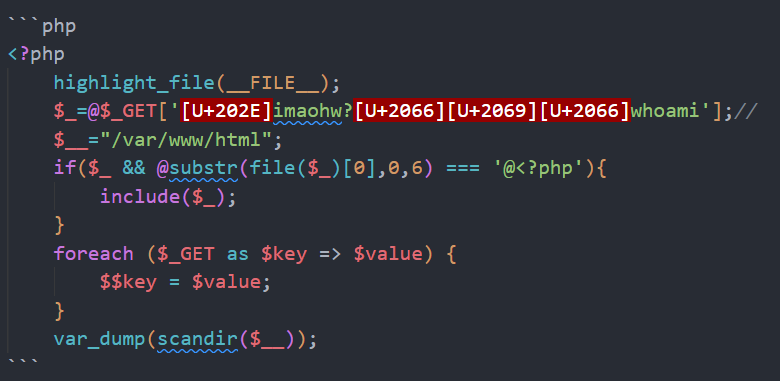 ```php
<?php
highlight_file(__FILE__);
$_=@$_GET['[U+202E]imaohw?[U+2066][U+2069][U+2066]whoami'];//
$__="/var/www/html";
if($_ && @substr(file($_)[0],0,6) === '@<?php'){
include($_);
}
foreach ($_GET as $key => $value) {
$$key = $value;
}
var_dump(scandir($__));
```